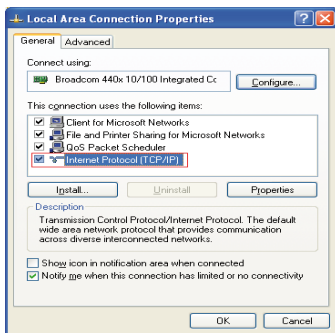 Local Area Connection Properties
General Advanced
Connect using:
Broadcom 440x 10/100 Integrated Cc
Configure...
This connection uses the following items:
Client for Microsoft Networks
File and Printer Sharing for Microsoft Networks
QoS Packet Scheduler
Internet Protocol (TCP/IP)
Install... Uninstall Properties
Description
Transmission Control Protocol/Internet Protocol. The default
wide area network protocol that provides communication
across diverse interconnected networks.
Show icon in notification area when connected
Notify me when this connection has limited or no connectivity
OK Cancel